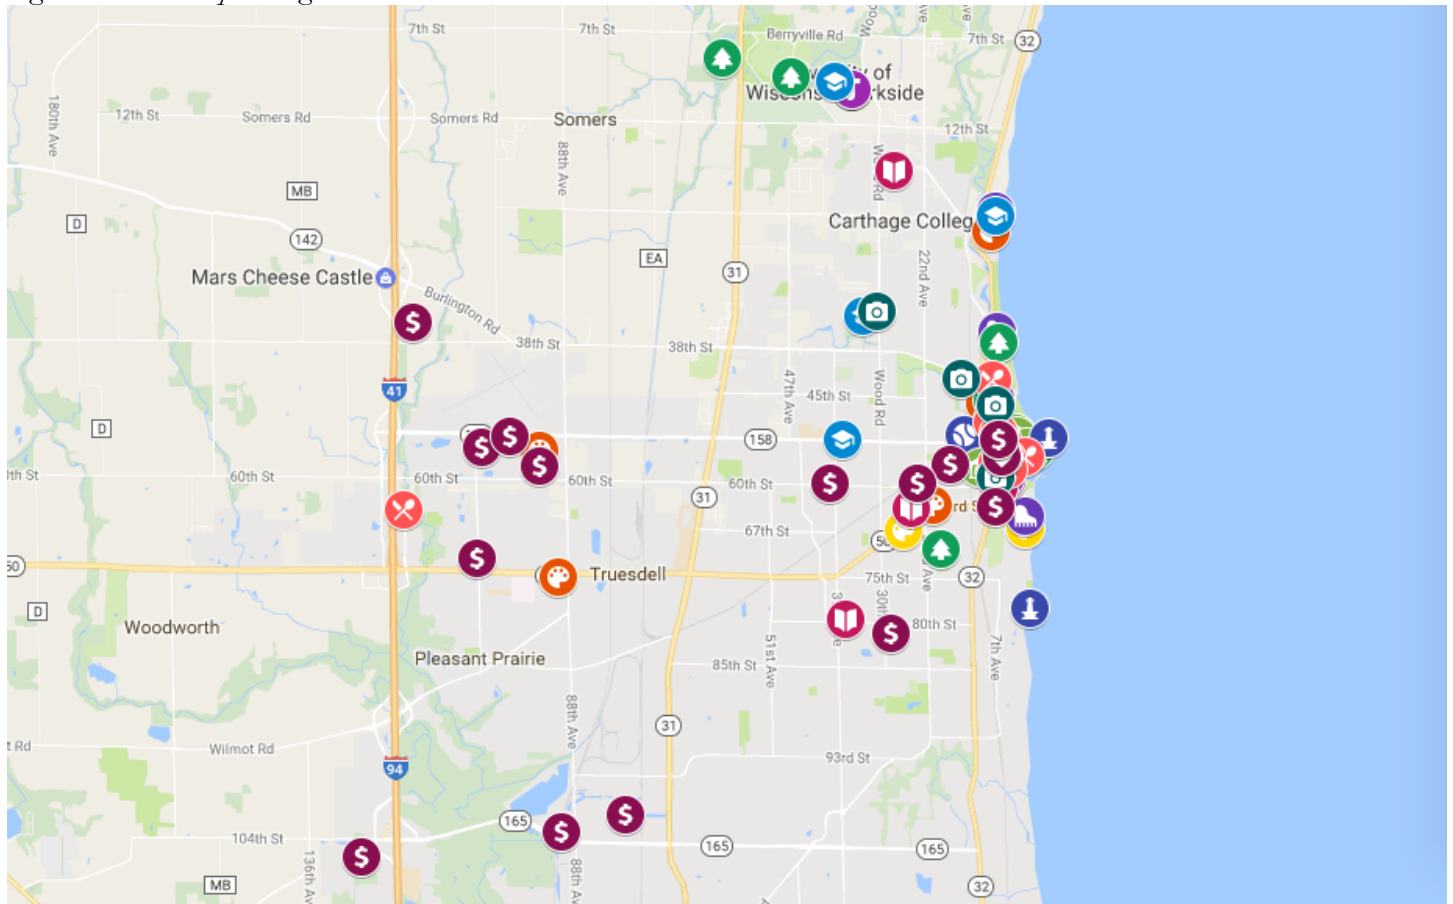 7th St
7th St
Berryville Rd
7th St
32
180th Ave
12th St
Somers Rd
Somers Rd
Somers
12th St
88th Ave
MB
D
142
Carthage
EA
31
22nd Ave
Mars Cheese Castle
Burlington Rd
38th St
38th St
41
47th Ave
45th St
Wood Rd
D
158
60th St
60th St
60th St
60th St
31
67th St
Truesdell
75th St
32
D
Woodworth
80th St
Pleasant Prairie
51st Ave
85th St
7th Ave
88th Ave
31
Wilmot Rd
93rd St
94
165
104th St
165
165
136th Av
MB
88th Ave
32